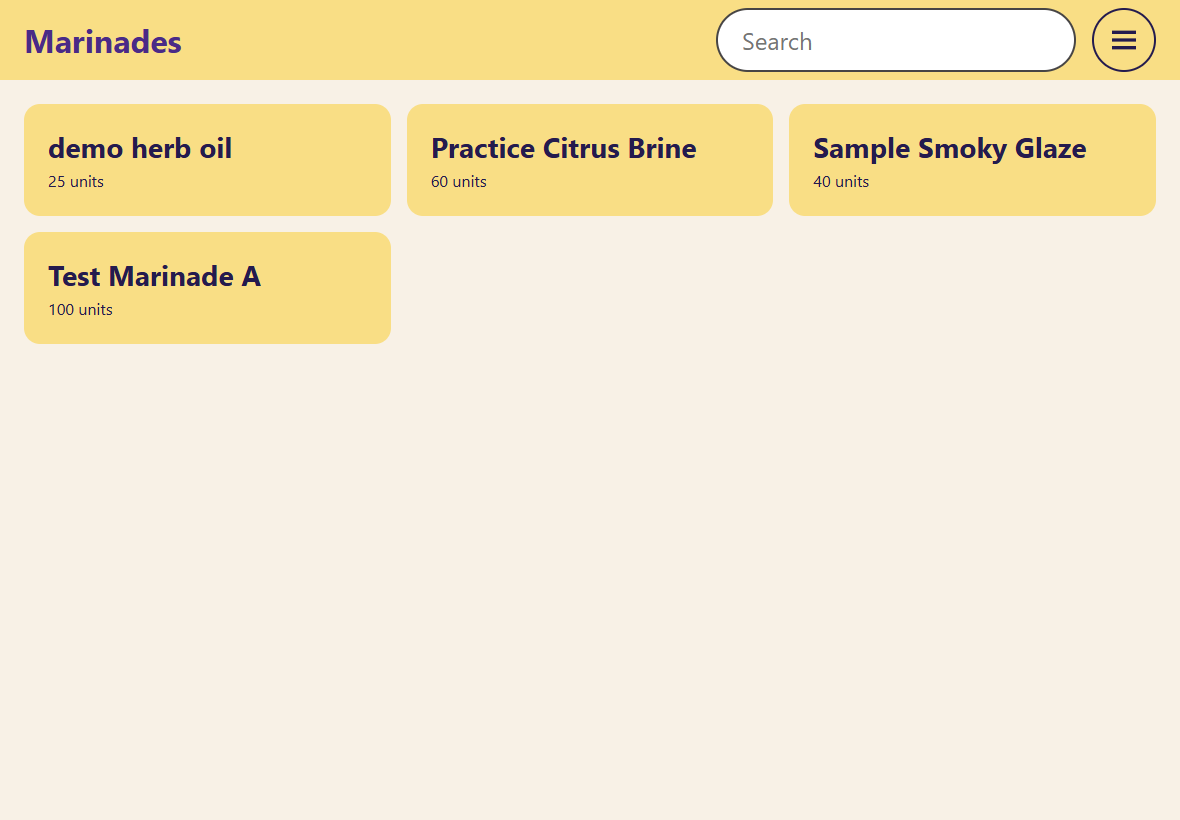 Marinades
Search
demo herb oil
25 units
Practice Citrus Brine
60 units
Sample Smoky Glaze
40 units
Test Marinade A
100 units